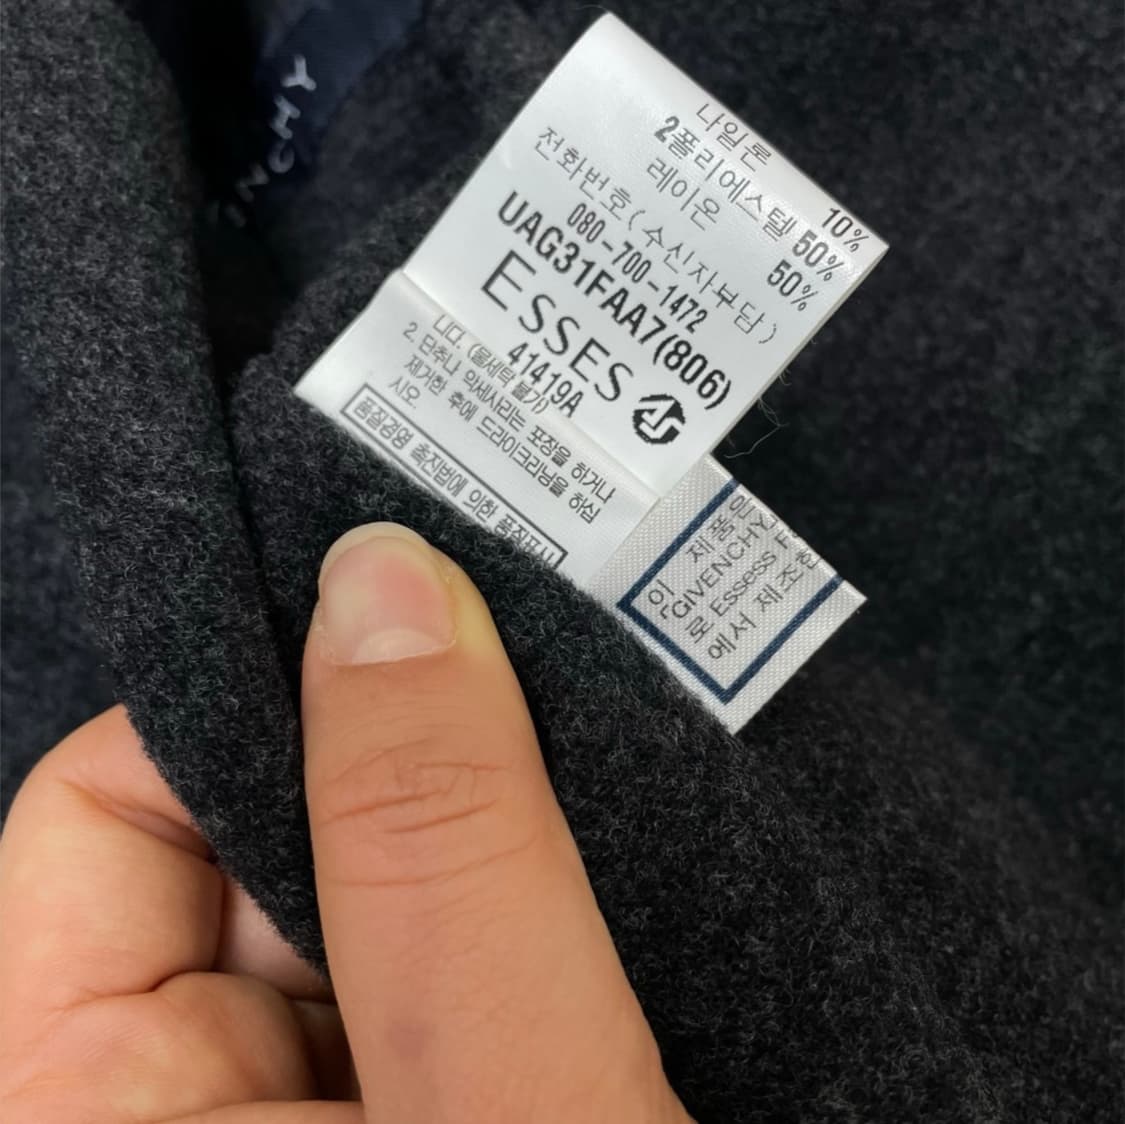 나일론 10%
2폴리에스텔 50%
레이온 50%
전화번호(수신자부담)
080-700-1472
UAG31FAA7(806)
ESSES
41419A
니다. (물세탁 불가)
2. 단추나 악세사리는 포장을 하거나
제거한 후에 드라이크리닝을 하십
시오.
품질경영 촉진법에 의한 품질표시
이 제품은
GIVENCHY
로 ESSess
에서 제조한